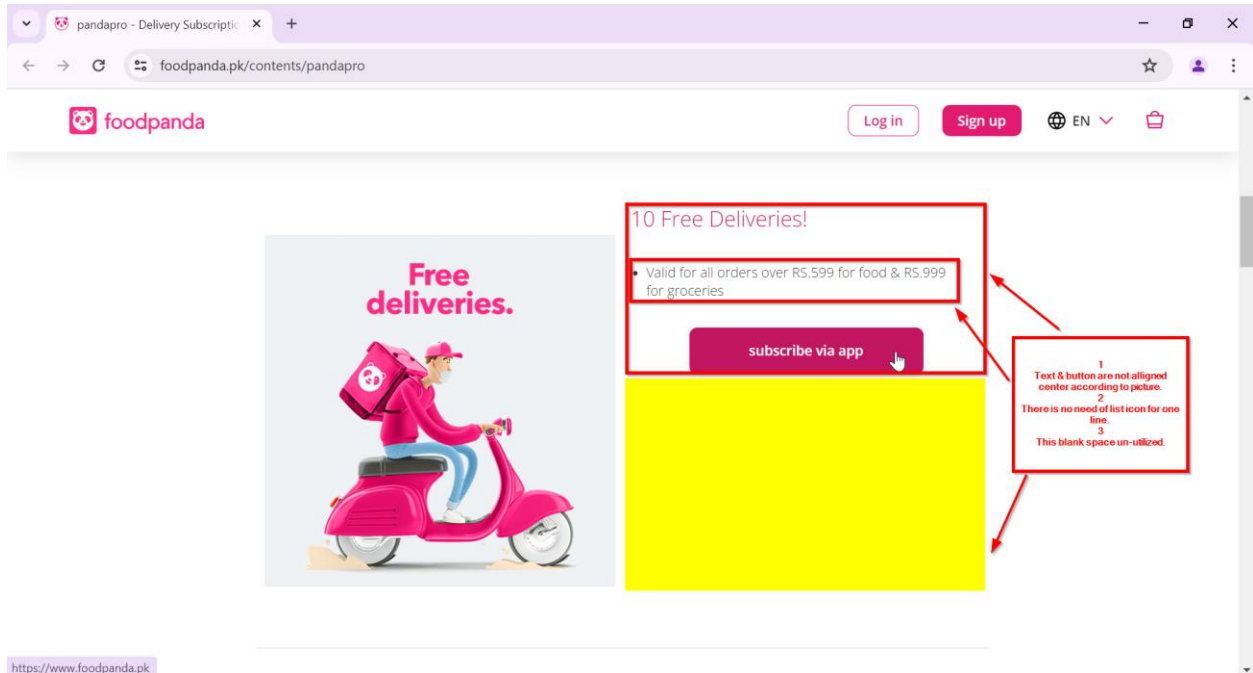 pandapro - Delivery Subscriptic
foodpanda.pk/contents/pandapro
foodpanda
Log in
Sign up
EN
10 Free Deliveries!
Free
deliveries.
• Valid for all orders over RS.599 for food & RS.999
for groceries
subscribe via app
1
Text & button are not alligned
center according to picture.
2
There is no need of list icon for one
line.
3
This blank space un-utilized.
https://www.foodpanda.pk